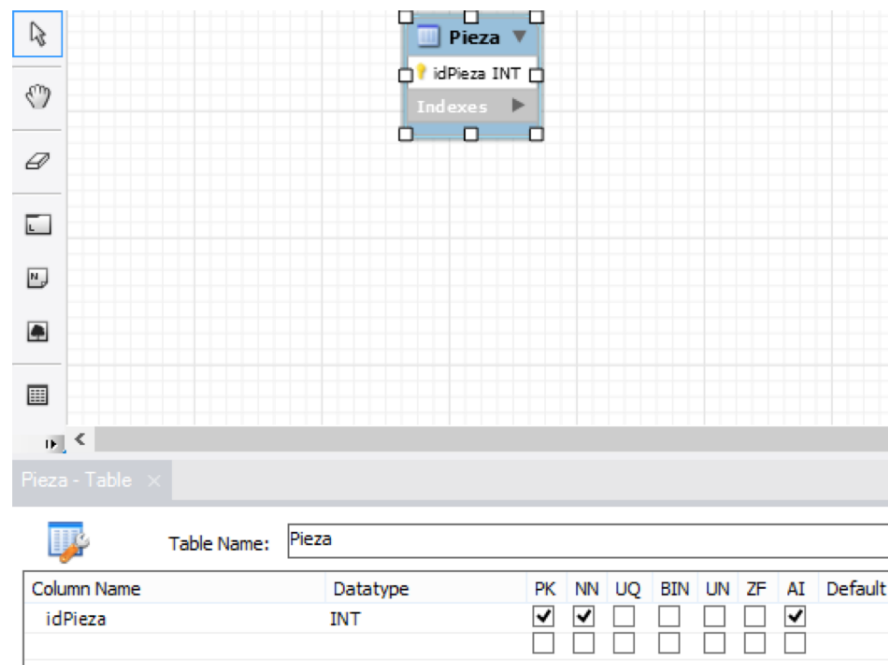 Pieza
idPieza INT
Indexes
L
N
Pieza - Table
Table Name: Pieza
Column Name Datatype PK NN UQ BIN UN ZF AI Default
idPieza INT